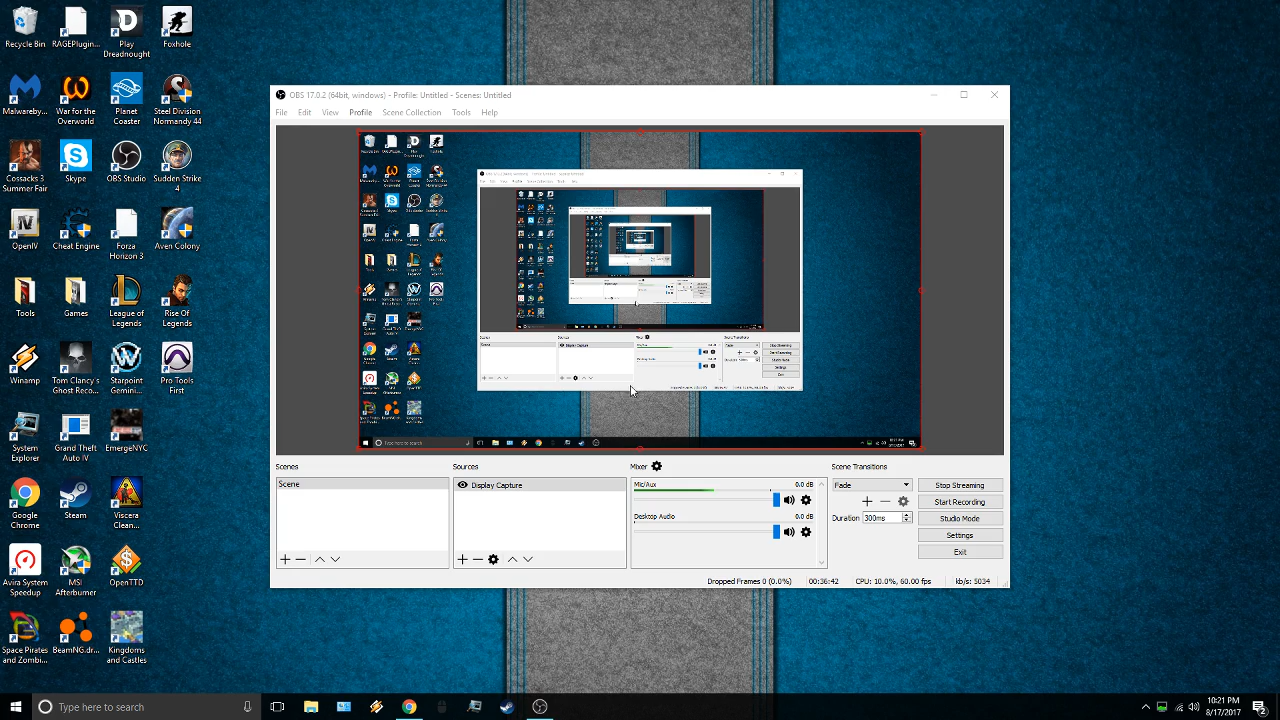 Recycle Bin
RAGEPlugin...
Play Dreadnought
Foxhole
Malwareby...
War for the Overworld
Planet Coaster
Steel Division Normandy 44
Cossacks 3 Summer Fair
Skype
OBS Studio
Sudden Strike 4
OpenIV
Cheat Engine
Forza Horizon 3
Aven Colony
Tools
Games
League of Legends
Rise Of Legends
Winamp
Tom Clancy's Ghost Reco...
Starpoint Gemini...
Pro Tools First
System Explorer
Grand Theft Auto IV
EmergeNYC
Google Chrome
Steam
Viscera Clean...
Avira System Speedup
MSI Afterburner
OpenTTD
Space Pirates and Zombi...
BeamNG.dr...
Kingdoms and Castles
OBS 17.0.2 (64bit, windows) - Profile: Untitled - Scenes: Untitled
File Edit View Profile Scene Collection Tools Help
Scenes
Scene
Sources
Display Capture
Mixer
Mic/Aux 0.0 dB
Desktop Audio 0.0 dB
Scene Transitions
Fade
Duration 300ms
Stop Streaming
Start Recording
Studio Mode
Settings
Exit
Dropped Frames 0 (0.0%) 00:36:42 CPU: 10.0%, 60.00 fps kb/s: 5034
Type here to search
10:21 PM
8/17/2017
2